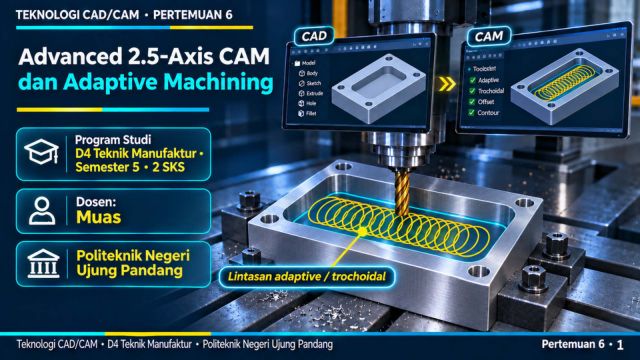 TEKNOLOGI CAD/CAM • PERTEMUAN 6
Advanced 2.5-Axis CAM
dan Adaptive Machining
Program Studi
D4 Teknik Manufaktur •
Semester 5 • 2 SKS
Dosen:
Muas
Politeknik Negeri
Ujung Pandang
CAD
Model
Body
Sketch
Extrude
Hole
Fillet
CAM
Adaptive
Trochoidal
Offset
Contour
Lintasan adaptive / trochoidal
Teknologi CAD/CAM • D4 Teknik Manufaktur • Politeknik Negeri Ujung Pandang
Pertemuan 6 • 1